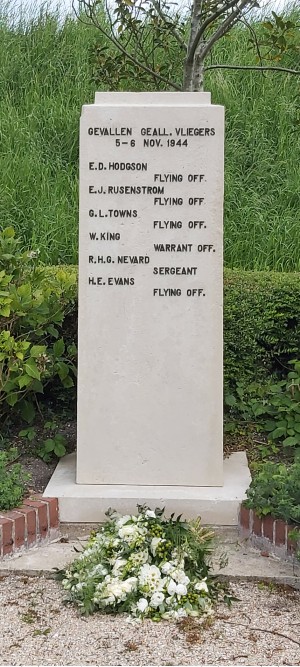 GEVALLEN GEALL. VLIEGERS
5-6 NOV. 1944
E.D. HODGSON
FLYING OFF.
E.J. RUSENSTROM
FLYING OFF.
G.L. TOWNS
FLYING OFF.
W. KING
WARRANT OFF.
R.H.G. NEVARD
SERGEANT
H.E. EVANS
FLYING OFF.